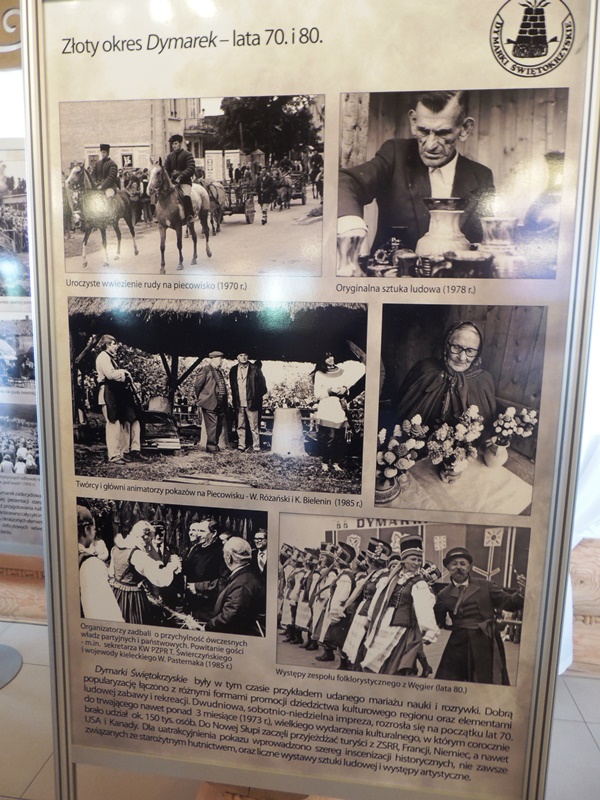 Złoty okres Dymarek – lata 70. i 80.
DYMARKI ŚWIĘTOKRZYSKIE
Uroczyste wwiezienie rudy na piecowisko (1970 r.)
Oryginalna sztuka ludowa (1978 r.)
Twórcy i główni animatorzy pokazów na Piecowisku - W. Różański i K. Bielenin (1985 r.)
Organizatorzy zadbali o przychylność ówczesnych
władz partyjnych i państwowych. Powitanie gości
- m.in. sekretarza KW PZPR T. Świerczyńskiego
i wojewody kieleckiego W. Pasternaka (1985 r.)
DYMAR
Występy zespołu folklorystycznego z Węgier (lata 80.)
Dymarki Świętokrzyskie były w tym czasie przykładem udanego mariażu nauki i rozrywki. Dobrą
popularyzację łączono z różnymi formami promocji dziedzictwa kulturowego regionu oraz elementami
ludowej zabawy i rekreacji. Dwudniowa, sobotnio-niedzielna impreza, rozrosła się na początku lat 70.
do trwającego nawet ponad 3 miesiące (1973 r.), wielkiego wydarzenia kulturalnego, w którym corocznie
brało udział ok. 150 tys. osób. Do Nowej Słupi zaczęli przyjeżdżać turyści z ZSRR, Francji, Niemiec, a nawet
USA i Kanady. Dla uatrakcyjnienia pokazu wprowadzono szereg inscenizacji historycznych, nie zawsze
związanych ze starożytnym hutnictwem, oraz liczne wystawy sztuki ludowej i występy artystyczne.